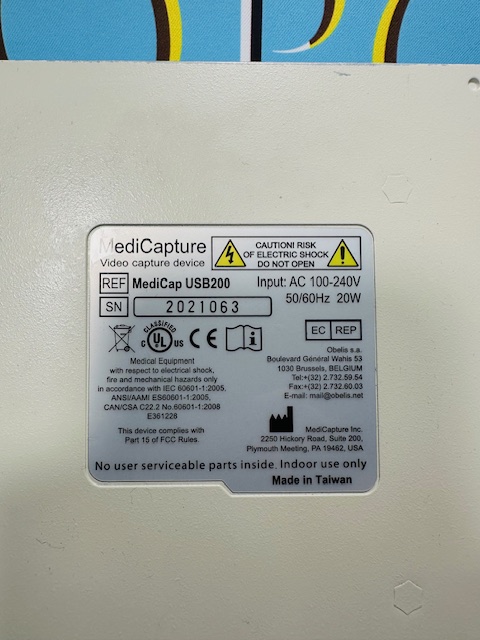 MediCapture
Video capture device
CAUTION! RISK
OF ELECTRIC SHOCK
DO NOT OPEN
REF MediCap USB200
Input: AC 100-240V
50/60Hz 20W
SN 2021063
CLASSIFIED
UL
C US
CE
i
EC REP
Medical Equipment
with respect to electrical shock,
fire and mechanical hazards only
in accordance with IEC 60601-1:2005,
ANSI/AAMI ES60601-1:2005,
CAN/CSA C22.2 No.60601-1:2008
E361228
This device complies with
Part 15 of FCC Rules
Obelis s.a.
Boulevard Général Wahis 53
1030 Brussels, BELGIUM
Tel:+(32) 2.732.59.54
Fax:+(32) 2.732.60.03
E-mail: mail@obelis.net
MediCapture Inc.
2250 Hickory Road, Suite 200,
Plymouth Meeting, PA 19462, USA
No user serviceable parts inside. Indoor use only
Made in Taiwan